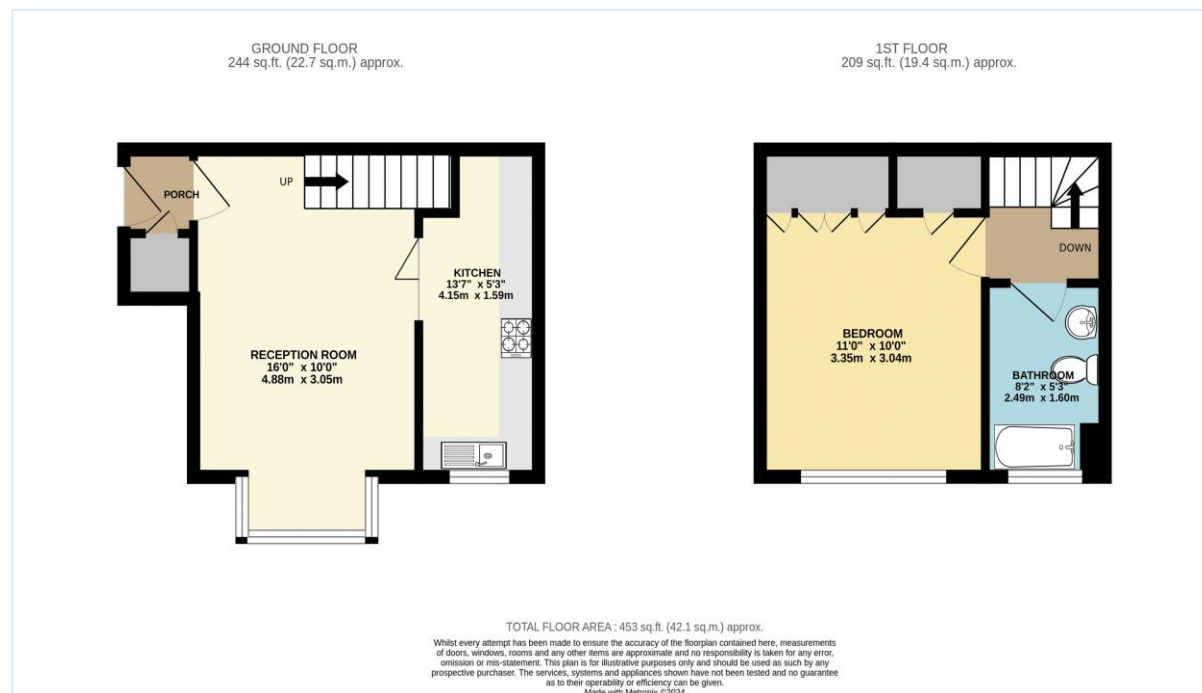 GROUND FLOOR
244 sq.ft. (22.7 sq.m.) approx.
1ST FLOOR
209 sq.ft. (19.4 sq.m.) approx.
PORCH
UP
KITCHEN
13'7" x 5'3"
4.15m x 1.59m
RECEPTION ROOM
16'0" x 10'0"
4.88m x 3.05m
DOWN
BEDROOM
11'0" x 10'0"
3.35m x 3.04m
BATHROOM
8'2" x 5'3"
2.49m x 1.60m
TOTAL FLOOR AREA : 453 sq.ft. (42.1 sq.m.) approx.
Whilst every attempt has been made to ensure the accuracy of the floorplan contained here, measurements
of doors, windows, rooms and any other items are approximate and no responsibility is taken for any error,
omission or mis-statement. This plan is for illustrative purposes only and should be used as such by any
prospective purchaser. The services, systems and appliances shown have not been tested and no guarantee
as to their operability or efficiency can be given.
Made with Metropix ©2024